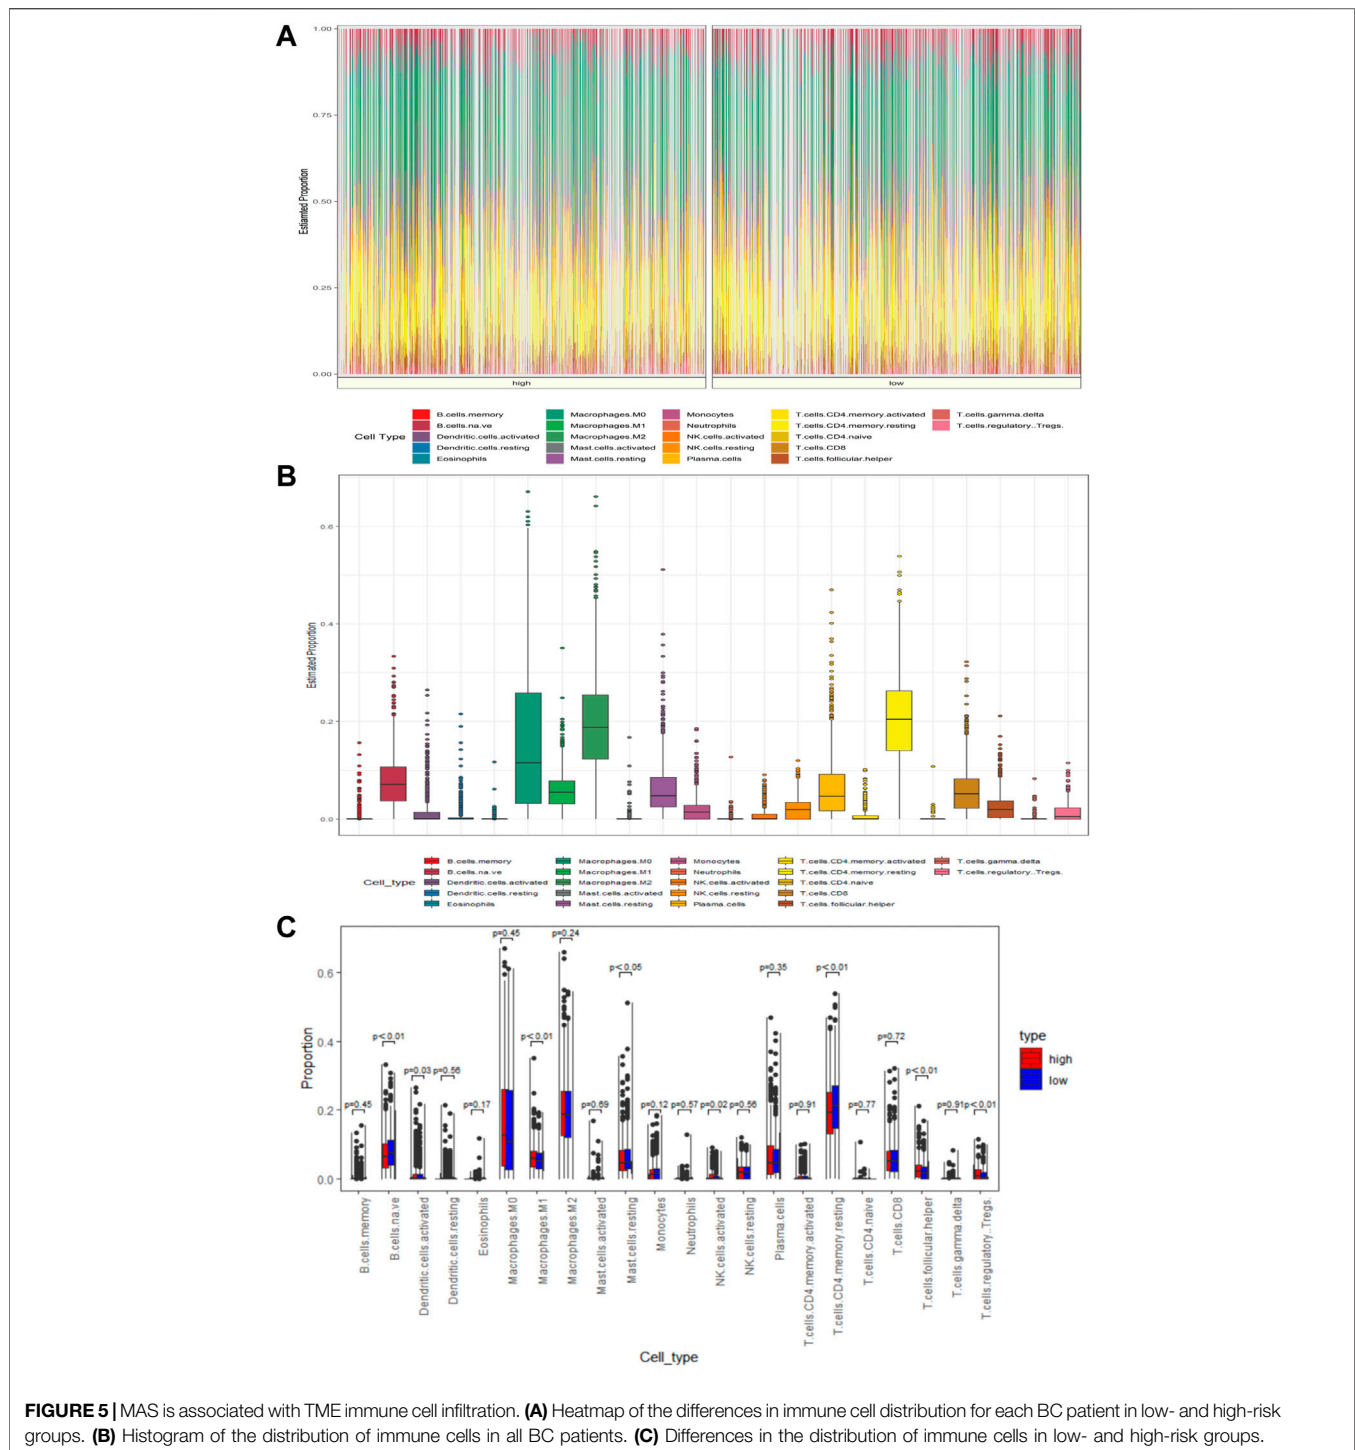 A
1.00
0.75
0.50
0.25
0.00
Estiamted Proportion
high
low
Cell Type
B.cells.memory
B.cells.na.ve
Dendritic.cells.activated
Dendritic.cells.resting
Eosinophils
Macrophages.M0
Macrophages.M1
Macrophages.M2
Mast.cells.activated
Mast.cells.resting
Monocytes
Neutrophils
NK.cells.activated
NK.cells.resting
Plasma.cells
T.cells.CD4.memory.activated
T.cells.CD4.memory.resting
T.cells.CD4.naive
T.cells.CD8
T.cells.follicular.helper
T.cells.gamma.delta
T.cells.regulatory..Tregs.
B
0.6
0.4
0.2
0.0
Estimated Proportion
Cell_type
B.cells.memory
B.cells.na.ve
Dendritic.cells.activated
Dendritic.cells.resting
Eosinophils
Macrophages.M0
Macrophages.M1
Macrophages.M2
Mast.cells.activated
Mast.cells.resting
Monocytes
Neutrophils
NK.cells.activated
NK.cells.resting
Plasma.cells
T.cells.CD4.memory.activated
T.cells.CD4.memory.resting
T.cells.CD4.naive
T.cells.CD8
T.cells.follicular.helper
T.cells.gamma.delta
T.cells.regulatory..Tregs.
C
0.6
0.4
0.2
0.0
Proportion
p=0.45
p<0.01
p=0.03
p=0.56
p=0.17
p=0.45
p<0.01
p=0.24
p=0.69
p<0.05
p=0.12
p=0.57
p=0.02
p=0.56
p=0.35
p=0.91
p<0.01
p=0.77
p=0.72
p<0.01
p=0.91
p<0.01
type
high
low
B.cells.memory
B.cells.na.ve
Dendritic.cells.activated
Dendritic.cells.resting
Eosinophils
Macrophages.M0
Macrophages.M1
Macrophages.M2
Mast.cells.activated
Mast.cells.resting
Monocytes
Neutrophils
NK.cells.activated
NK.cells.resting
Plasma.cells
T.cells.CD4.memory.activated
T.cells.CD4.memory.resting
T.cells.CD4.naive
T.cells.CD8
T.cells.follicular.helper
T.cells.gamma.delta
T.cells.regulatory..Tregs.
Cell_type
FIGURE 5 | MAS is associated with TME immune cell infiltration. (A) Heatmap of the differences in immune cell distribution for each BC patient in low- and high-risk
groups. (B) Histogram of the distribution of immune cells in all BC patients. (C) Differences in the distribution of immune cells in low- and high-risk groups.